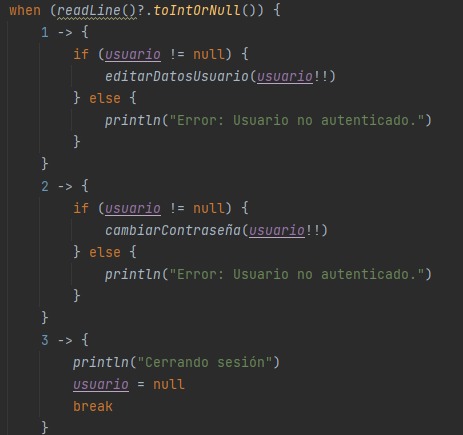 when (readLine()?.toIntOrNull()) {
    1 -> {
        if (usuario != null) {
            editarDatosUsuario(usuario!!)
        } else {
            println("Error: Usuario no autenticado.")
        }
    }
    2 -> {
        if (usuario != null) {
            cambiarContraseña(usuario!!)
        } else {
            println("Error: Usuario no autenticado.")
        }
    }
    3 -> {
        println("Cerrando sesión")
        usuario = null
        break
    }